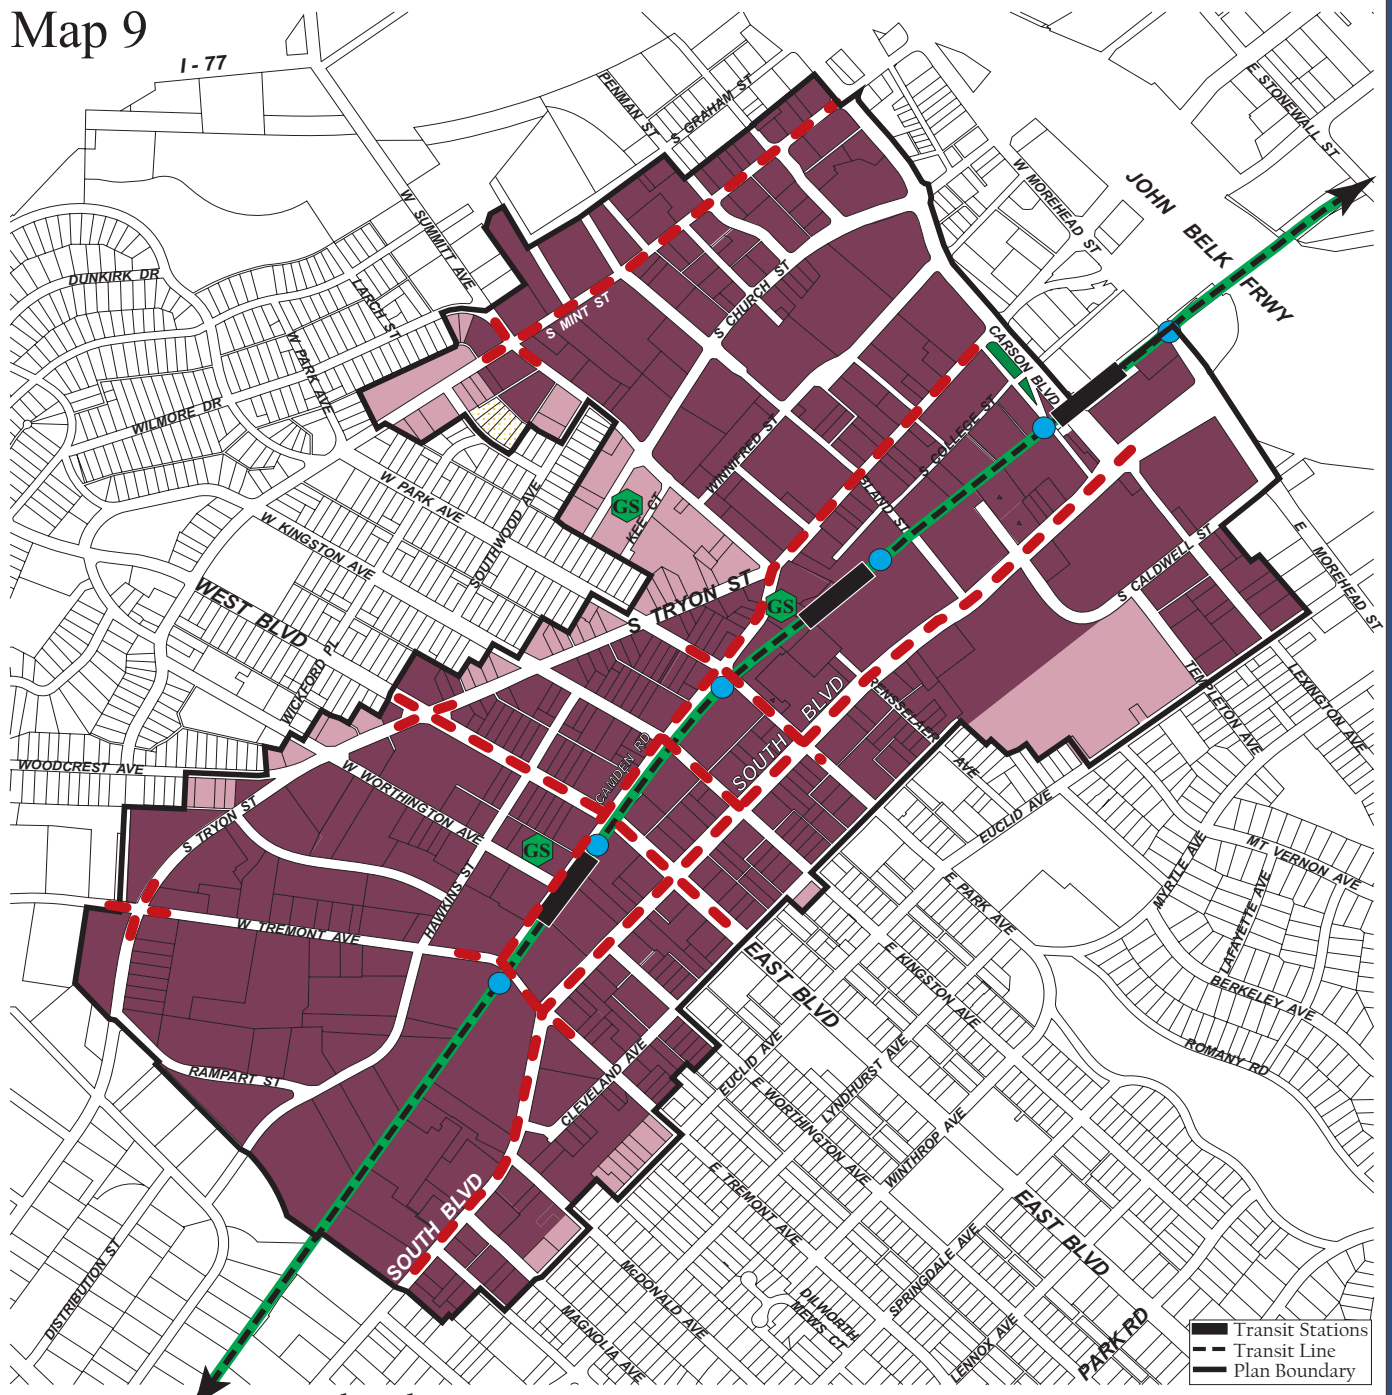 Map 9
I - 77
PENMAN ST
S GRAHAM ST
E STONEWALL ST
W MOREHEAD ST
JOHN BELK FRWY
W SUMMITT AVE
DUNKIRK DR
LARCH ST
W PARK AVE
WILMORE DR
S MINT ST
S CHURCH ST
CARSON BLVD
WINNIFRED ST
S COLLEGE ST
BLAND ST
W PARK AVE
SOUTHWOOD AVE
W KINGSTON AVE
GS
KEE CT
E MOREHEAD ST
S CALDWELL ST
WEST BLVD
WICKFORD PL
S TRYON ST
GS
TEMPLETON AVE
LEXINGTON AVE
RENSSELAER AVE
SOUTH BLVD
CAMDEN RD
WOODCREST AVE
W WORTHINGTON AVE
S TRYON ST
GS
EUCLID AVE
MYRTLE AVE
MT VERNON AVE
LAFAYETTE AVE
E PARK AVE
HAWKINS ST
W TREMONT AVE
EAST BLVD
E KINGSTON AVE
BERKELEY AVE
ROMANY RD
RAMPART ST
CLEVELAND AVE
EUCLID AVE
LYNDHURST AVE
E WORTHINGTON AVE
WINTHROP AVE
E TREMONT AVE
EAST BLVD
SOUTH BLVD
SPRINGDALE AVE
DISTRIBUTION ST
McDONALD AVE
DILWORTH
MEWS CT
MAGNOLIA AVE
LENNOX AVE
PARK RD
Transit Stations
Transit Line
Plan Boundary